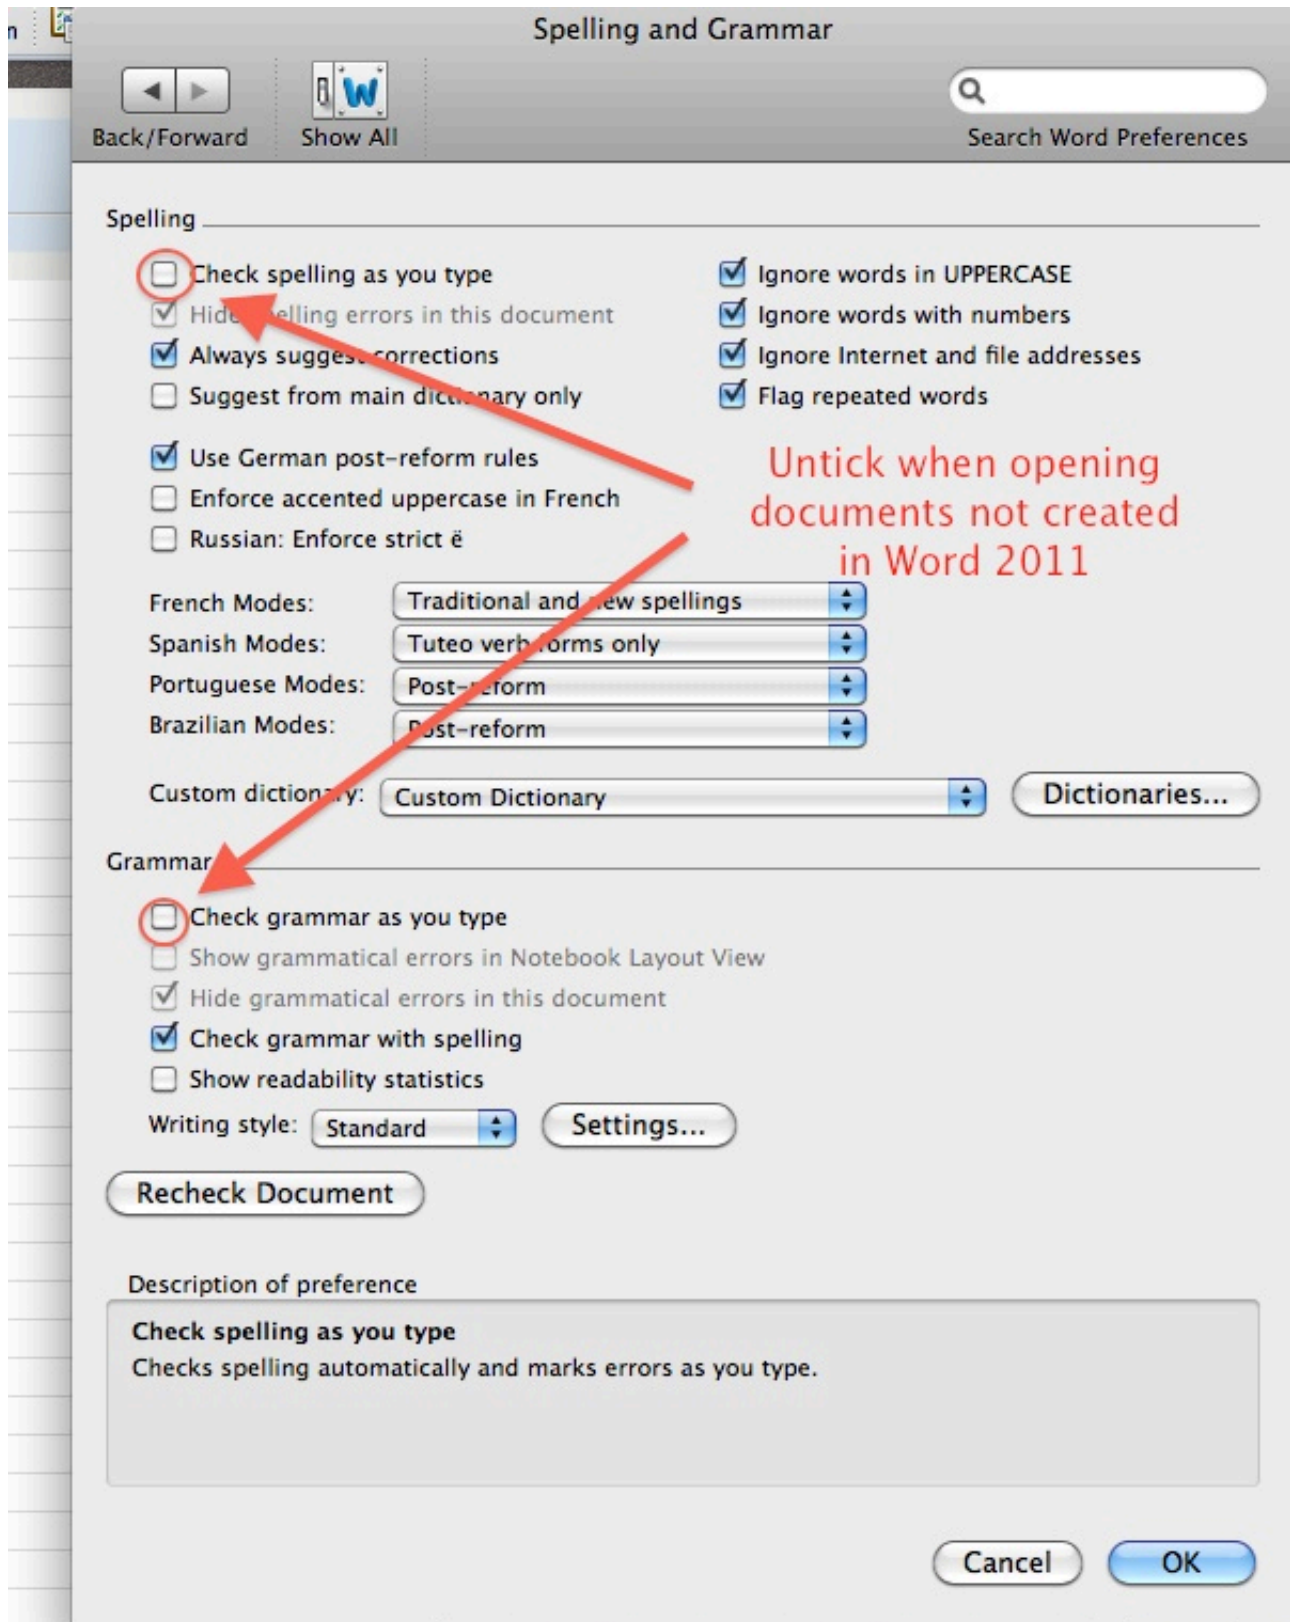 n
Spelling and Grammar
W
Back/Forward
Show All
Search Word Preferences
Spelling
Check spelling as you type
Ignore words in UPPERCASE
Hide spelling errors in this document
Ignore words with numbers
Always suggest corrections
Ignore Internet and file addresses
Suggest from main dictionary only
Flag repeated words
Use German post-reform rules
Enforce accented uppercase in French
Russian: Enforce strict ë
Untick when opening
documents not created
in Word 2011
French Modes: Traditional and new spellings
Spanish Modes: Tuteo verb forms only
Portuguese Modes: Post-reform
Brazilian Modes: Post-reform
Custom dictionary: Custom Dictionary Dictionaries...
Grammar
Check grammar as you type
Show grammatical errors in Notebook Layout View
Hide grammatical errors in this document
Check grammar with spelling
Show readability statistics
Writing style: Standard Settings...
Recheck Document
Description of preference
Check spelling as you type
Checks spelling automatically and marks errors as you type.
Cancel OK